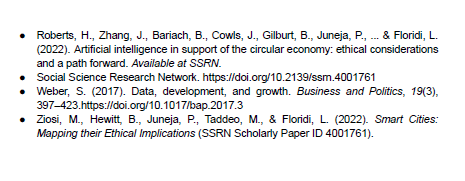 ● Roberts, H., Zhang, J., Bariach, B., Cowls, J., Gilburt, B., Juneja, P., ... & Floridi, L.
(2022). Artificial intelligence in support of the circular economy: ethical considerations
and a path forward. Available at SSRN.
● Social Science Research Network. https://doi.org/10.2139/ssrn.4001761
● Weber, S. (2017). Data, development, and growth. Business and Politics, 19(3),
397–423.https://doi.org/10.1017/bap.2017.3
● Ziosi, M., Hewitt, B., Juneja, P., Taddeo, M., & Floridi, L. (2022). Smart Cities:
Mapping their Ethical Implications (SSRN Scholarly Paper ID 4001761).